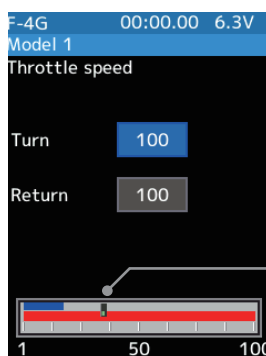 F-4G 00:00.00 6.3V
Model 1
Throttle speed
Turn 100
Return 100
1 50 100